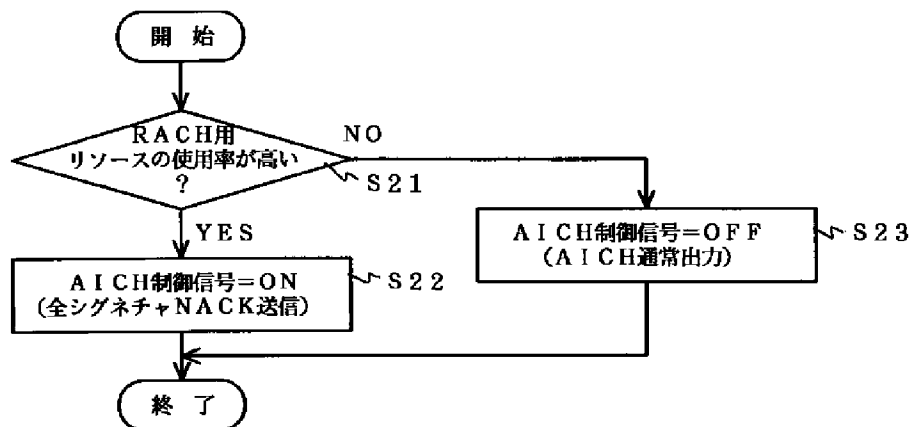 開 始
RACH用
リソースの使用率が高い
?
NO
S21
YES
AICH制御信号=ON
(全シグネチャNACK送信)
S22
AICH制御信号=OFF
(AICH通常出力)
S23
終 了